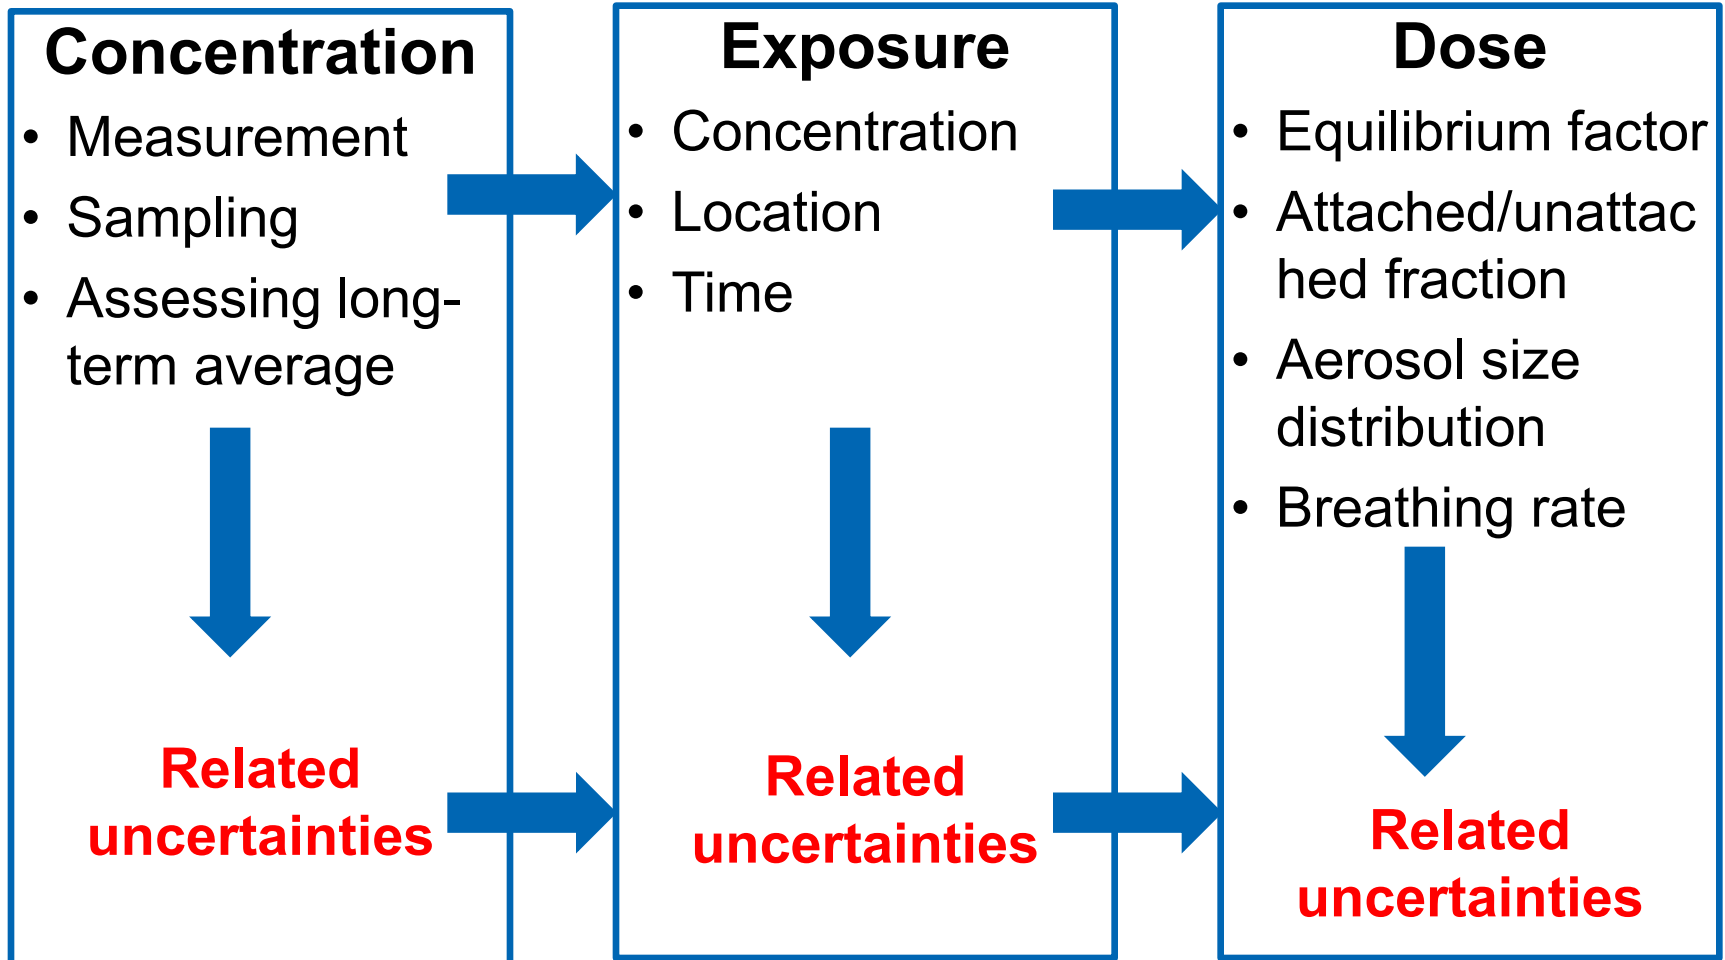 Concentration
• Measurement
• Sampling
• Assessing long-
term average
Related
uncertainties
Exposure
• Concentration
• Location
• Time
Related
uncertainties
Dose
• Equilibrium factor
• Attached/unattac
hed fraction
• Aerosol size
distribution
• Breathing rate
Related
uncertainties